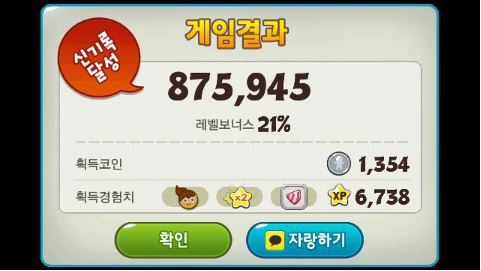 게임결과
신기록
달성
875,945
레벨보너스 21%
획득코인 1,354
획득경험치 ×2 XP 6,738
확인 자랑하기